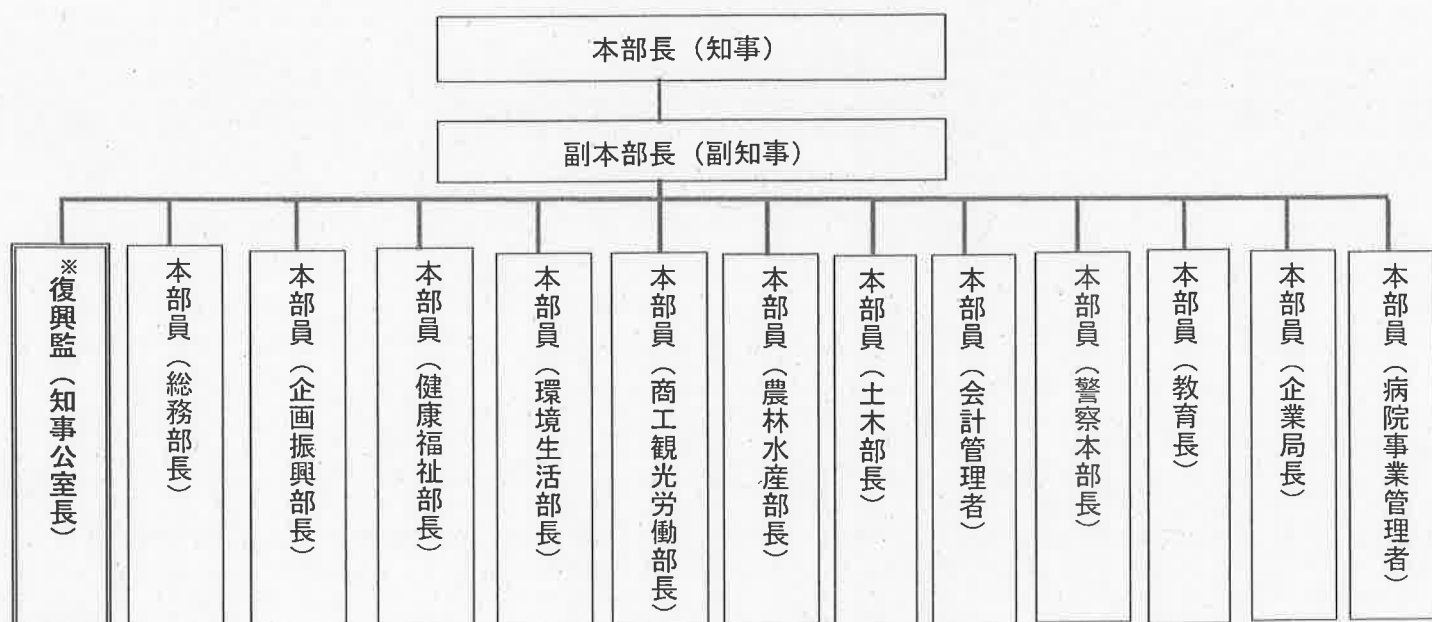 本部長（知事）
副本部長（副知事）
※復興監（知事公室長）
本部員（総務部長）
本部員（企画振興部長）
本部員（健康福祉部長）
本部員（環境生活部長）
本部員（商工観光労働部長）
本部員（農林水産部長）
本部員（土木部長）
本部員（会計管理者）
本部員（警察本部長）
本部員（教育長）
本部員（企業局長）
本部員（病院事業管理者）